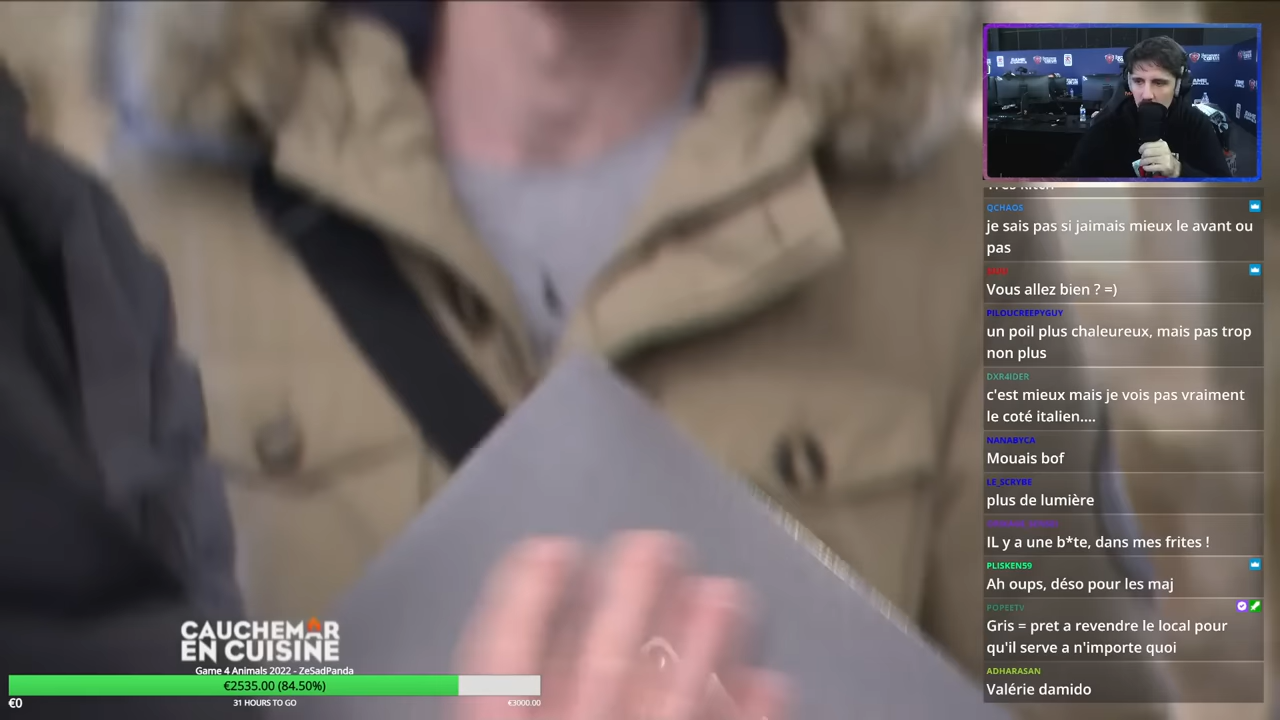 QCHAOS
je sais pas si jaimais mieux le avant ou
pas
Vous allez bien ? =)
PILOUCREEPYGUY
un poil plus chaleureux, mais pas trop
non plus
DXR4IDER
c'est mieux mais je vois pas vraiment
le coté italien....
NANABYCA
Mouais bof
LE_SCRYBE
plus de lumière
IL y a une b*te, dans mes frites !
PLISKEN59
Ah oups, déso pour les maj
POPEETV
Gris = pret a revendre le local pour
qu'il serve a n'importe quoi
ADHARASAN
Valérie damido
CAUCHEMAR
EN CUISINE
Game 4 Animals 2022 - ZeSadPanda
€2535.00 (84.50%)
€0
31 HOURS TO GO
€3000.00